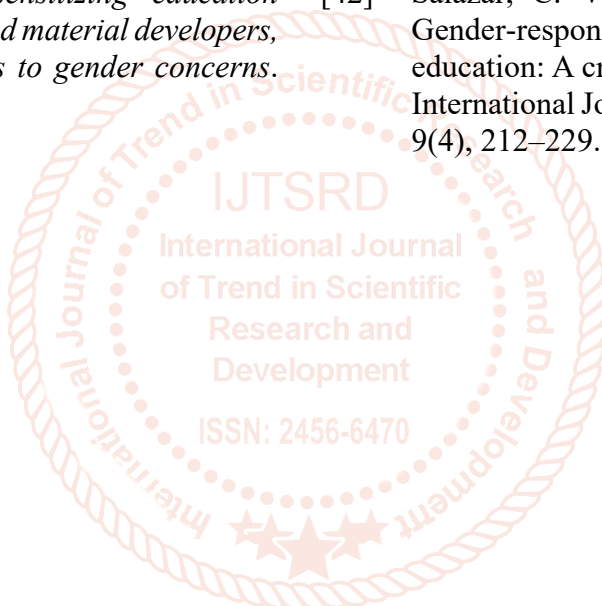 sensitizing education
d material developers,
s to gender concerns.
[42]
Salazar, C. V
Gender-respon
education: A cr
International Jo
9(4), 212–229.
International Journal of Trend in Scientific Research and Development
IJTSRD
International Journal
of Trend in Scientific
Research and
Development
ISSN: 2456-6470